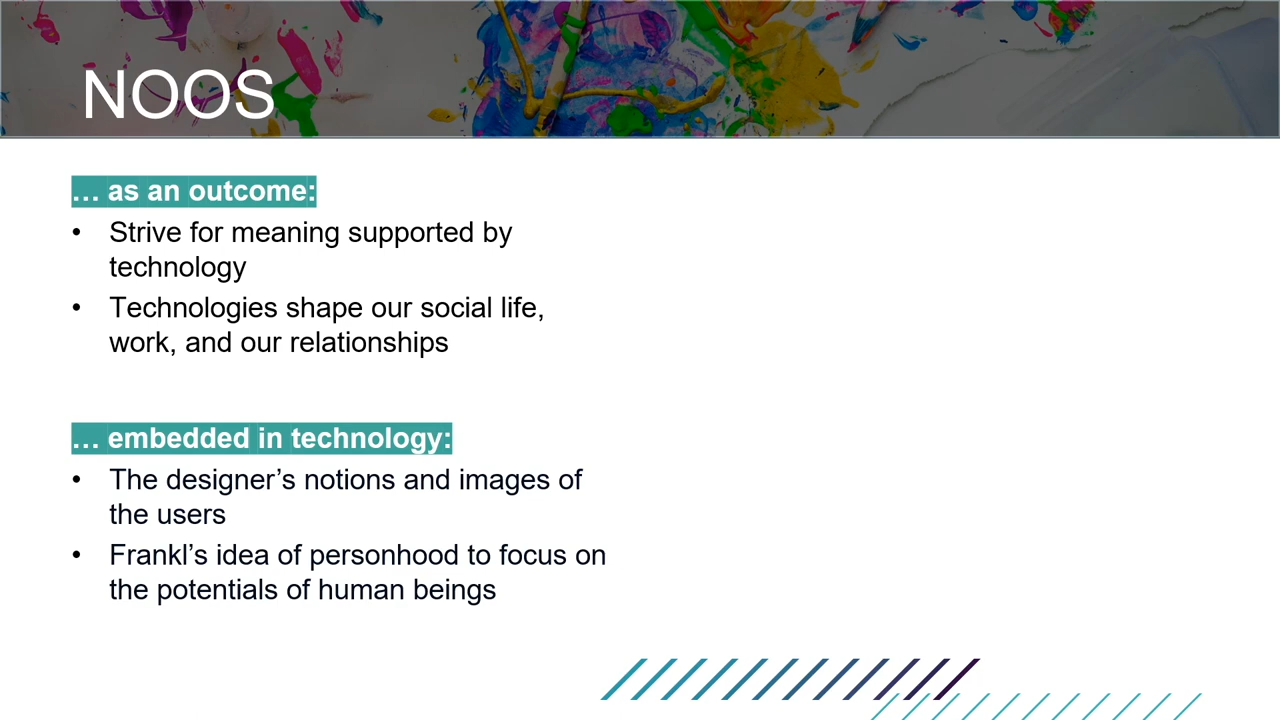 NOOS
… as an outcome:
• Strive for meaning supported by
technology
• Technologies shape our social life,
work, and our relationships
… embedded in technology:
• The designer’s notions and images of
the users
• Frankl’s idea of personhood to focus on
the potentials of human beings